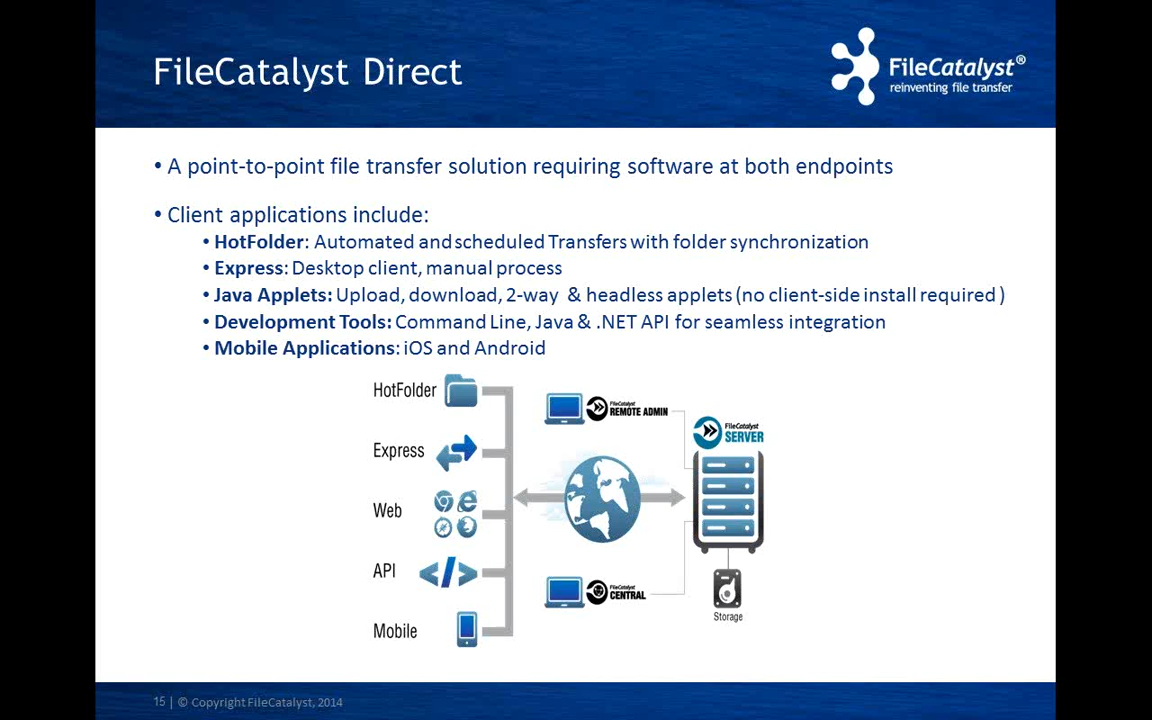 FileCatalyst Direct
FileCatalyst®
reinventing file transfer
• A point-to-point file transfer solution requiring software at both endpoints
• Client applications include:
• HotFolder: Automated and scheduled Transfers with folder synchronization
• Express: Desktop client, manual process
• Java Applets: Upload, download, 2-way & headless applets (no client-side install required )
• Development Tools: Command Line, Java & .NET API for seamless integration
• Mobile Applications: iOS and Android
HotFolder
Express
Web
API
Mobile
FileCatalyst
REMOTE ADMIN
FileCatalyst
SERVER
FileCatalyst
CENTRAL
Storage
15 | © Copyright FileCatalyst, 2014